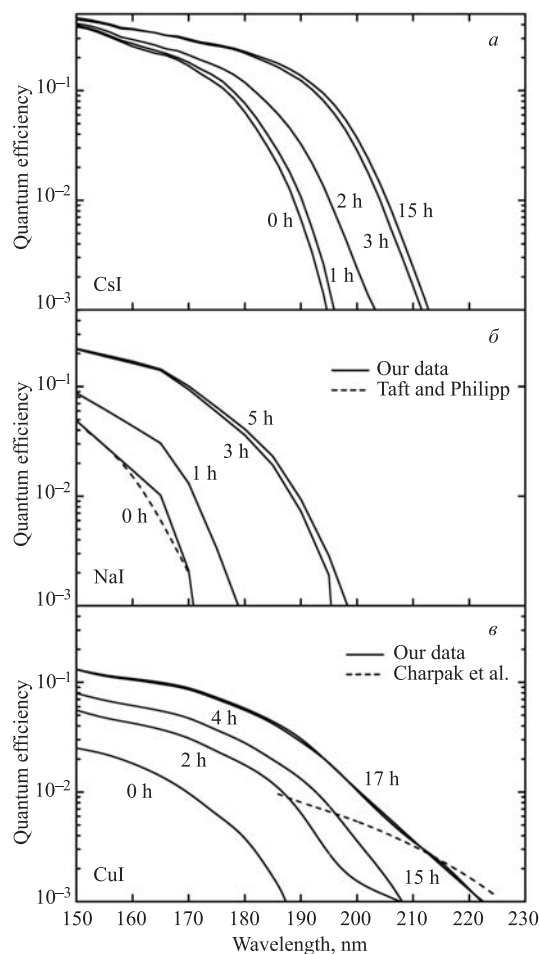 а
10⁻¹
10⁻²
10⁻³
Quantum efficiency
0 h
1 h
2 h
3 h
15 h
CsI
б
Our data
Taft and Philipp
10⁻¹
10⁻²
10⁻³
Quantum efficiency
5 h
3 h
1 h
0 h
NaI
в
Our data
Charpak et al.
10⁻¹
10⁻²
10⁻³
Quantum efficiency
4 h
2 h
0 h
17 h
15 h
CuI
150 160 170 180 190 200 210 220 230
Wavelength, nm